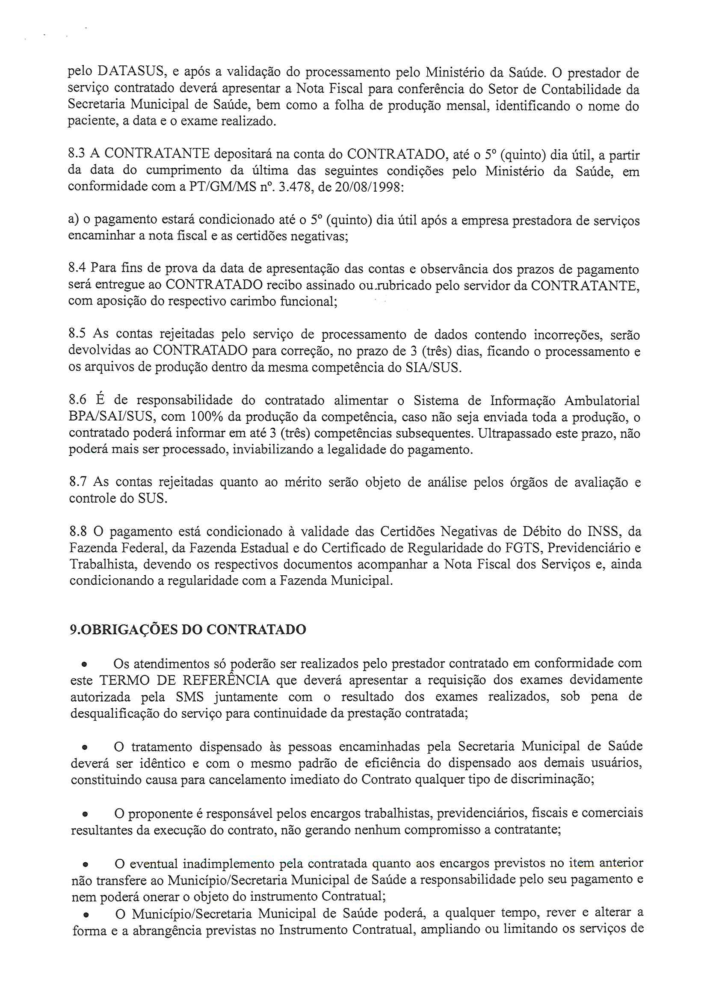 pelo DATASUS, e após a validação do processamento pelo Ministério da Saúde. O prestador de
serviço contratado deverá apresentar a Nota Fiscal para conferência do Setor de Contabilidade da
Secretaria Municipal de Saúde, bem como a folha de produção mensal, identificando o nome do
paciente, a data e o exame realizado.
8.3 A CONTRATANTE depositará na conta do CONTRATADO, até o 5º (quinto) dia útil, a partir
da data do cumprimento da última das seguintes condições pelo Ministério da Saúde, em
conformidade com a PT/GM/MS nº. 3.478, de 20/08/1998:
a) o pagamento estará condicionado até o 5º (quinto) dia útil após a empresa prestadora de serviços
encaminhar a nota fiscal e as certidões negativas;
8.4 Para fins de prova da data de apresentação das contas e observância dos prazos de pagamento
será entregue ao CONTRATADO recibo assinado ou rubricado pelo servidor da CONTRATANTE,
com aposição do respectivo carimbo funcional;
8.5 As contas rejeitadas pelo serviço de processamento de dados contendo incorreções, serão
devolvidas ao CONTRATADO para correção, no prazo de 3 (três) dias, ficando o processamento e
os arquivos de produção dentro da mesma competência do SIA/SUS.
8.6 É de responsabilidade do contratado alimentar o Sistema de Informação Ambulatorial
BPA/SAI/SUS, com 100% da produção da competência, caso não seja enviada toda a produção, o
contratado poderá informar em até 3 (três) competências subsequentes. Ultrapassado este prazo, não
poderá mais ser processado, inviabilizando a legalidade do pagamento.
8.7 As contas rejeitadas quanto ao mérito serão objeto de análise pelos órgãos de avaliação e
controle do SUS.
8.8 O pagamento está condicionado à validade das Certidões Negativas de Débito do INSS, da
Fazenda Federal, da Fazenda Estadual e do Certificado de Regularidade do FGTS, Previdenciário e
Trabalhista, devendo os respectivos documentos acompanhar a Nota Fiscal dos Serviços e, ainda
condicionando a regularidade com a Fazenda Municipal.
9.OBRIGAÇÕES DO CONTRATADO
• Os atendimentos só poderão ser realizados pelo prestador contratado em conformidade com
este TERMO DE REFERÊNCIA que deverá apresentar a requisição dos exames devidamente
autorizada pela SMS juntamente com o resultado dos exames realizados, sob pena de
desqualificação do serviço para continuidade da prestação contratada;
• O tratamento dispensado às pessoas encaminhadas pela Secretaria Municipal de Saúde
deverá ser idêntico e com o mesmo padrão de eficiência do dispensado aos demais usuários,
constituindo causa para cancelamento imediato do Contrato qualquer tipo de discriminação;
• O proponente é responsável pelos encargos trabalhistas, previdenciários, fiscais e comerciais
resultantes da execução do contrato, não gerando nenhum compromisso a contratante;
• O eventual inadimplemento pela contratada quanto aos encargos previstos no item anterior
não transfere ao Município/Secretaria Municipal de Saúde a responsabilidade pelo seu pagamento e
nem poderá onerar o objeto do instrumento Contratual;
• O Município/Secretaria Municipal de Saúde poderá, a qualquer tempo, rever e alterar a
forma e a abrangência previstas no Instrumento Contratual, ampliando ou limitando os serviços de